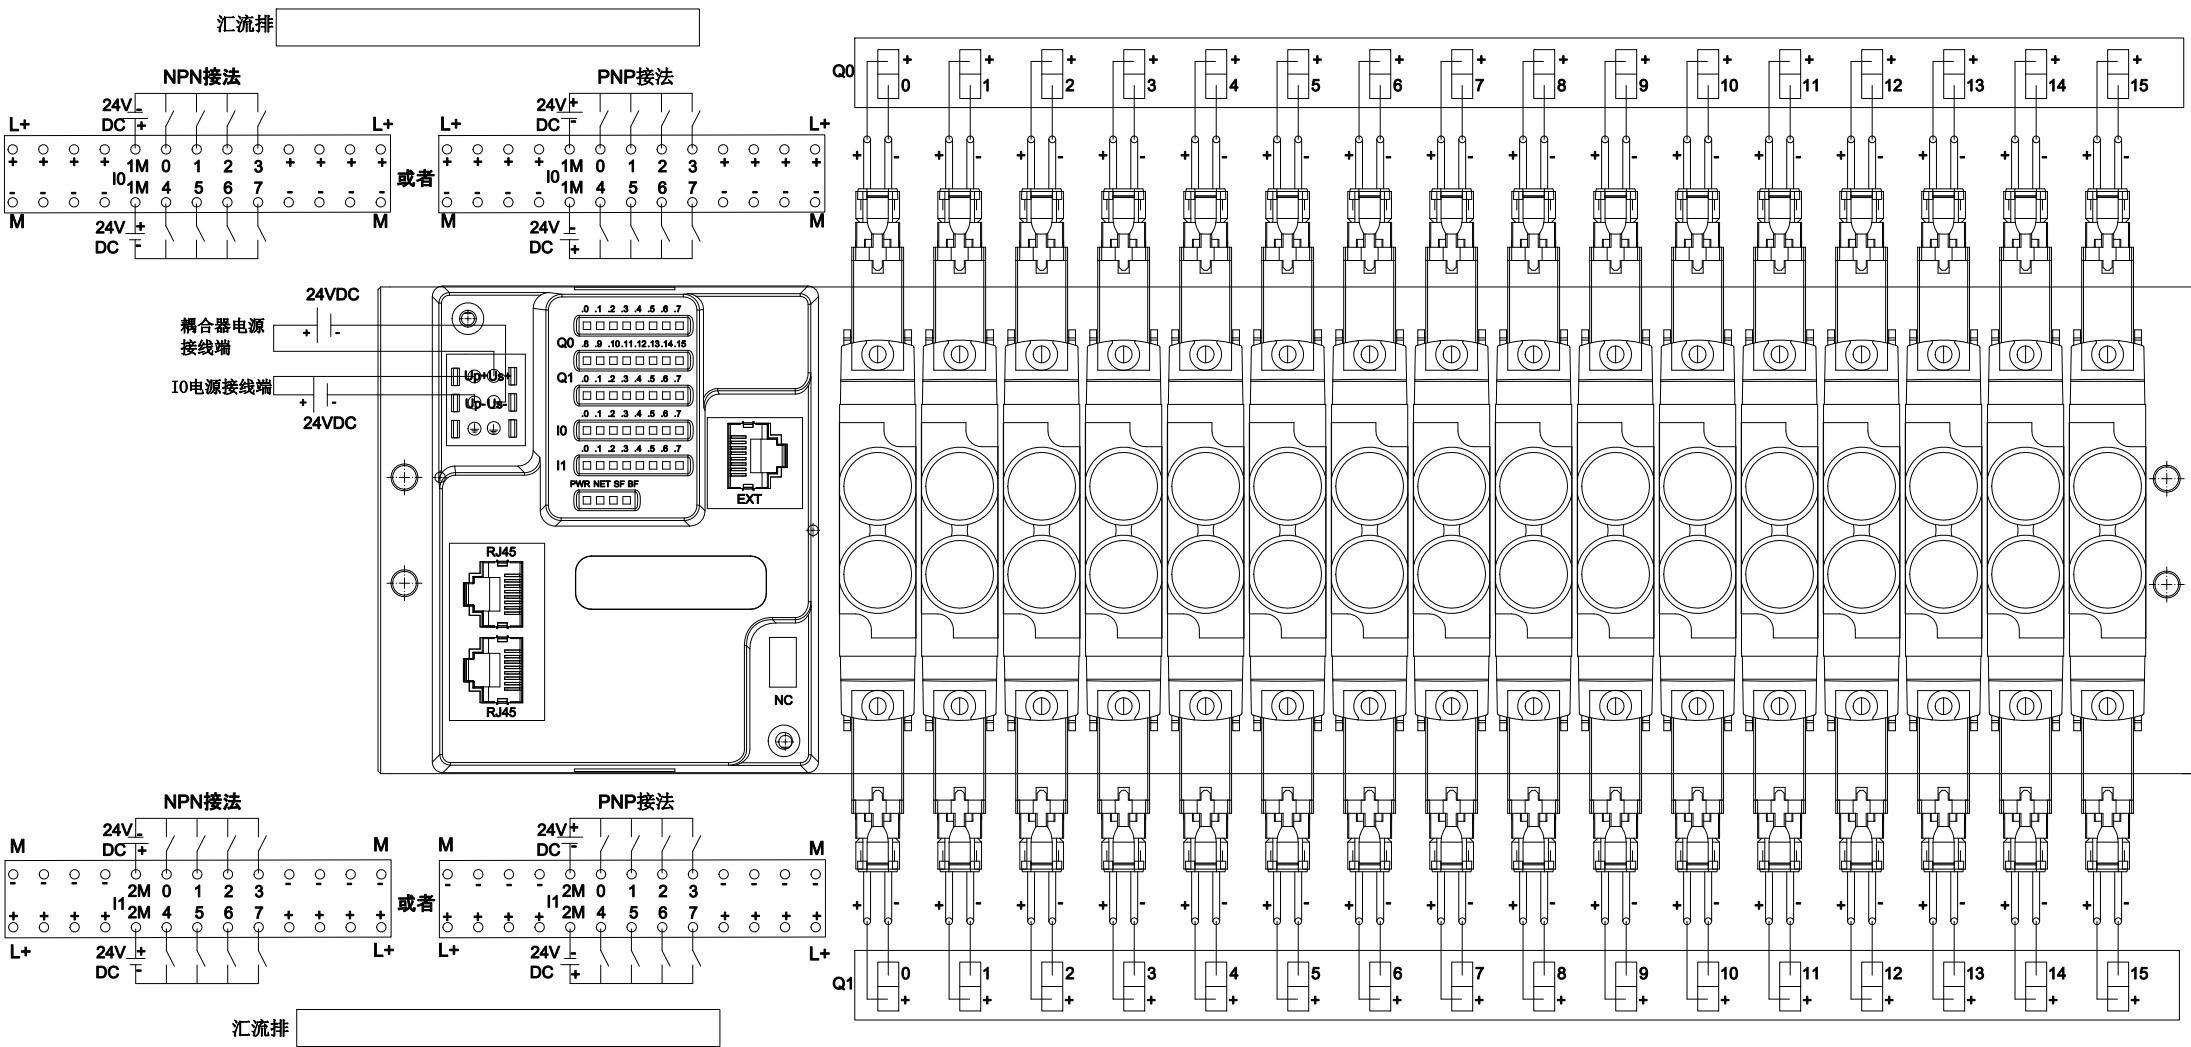 汇流排
NPN接法
PNP接法
24V - DC +
24V + DC -
L+ L+
L+ L+
+ + + + 1M 0 1 2 3 + + + +
I0
- - - - 1M 4 5 6 7 - - - -
M M
24V + DC -
或者
+ + + + 1M 0 1 2 3 + + + +
I0
- - - - 1M 4 5 6 7 - - - -
M M
24V - DC +
Q0
+ + + + + + + + + + + + + + + +
0 1 2 3 4 5 6 7 8 9 10 11 12 13 14 15
+ - + - + - + - + - + - + - + - + - + - + - + - + - + - + - + -
24VDC
耦合器电源
接线端
+ -
IO电源接线端
+ -
24VDC
Up+ Us+
Up- Us-
.0 .1 .2 .3 .4 .5 .6 .7
Q0 .8 .9 .10 .11 .12 .13 .14 .15
Q1 .0 .1 .2 .3 .4 .5 .6 .7
.0 .1 .2 .3 .4 .5 .6 .7
I0
.0 .1 .2 .3 .4 .5 .6 .7
I1
PWR NET SF BF
EXT
RJ45
RJ45
NC
NPN接法
PNP接法
24V - DC +
24V + DC -
M M
M M
- - - - 2M 0 1 2 3 - - - -
I1
+ + + + 2M 4 5 6 7 + + + +
L+ L+
24V + DC -
或者
- - - - 2M 0 1 2 3 - - - -
I1
+ + + + 2M 4 5 6 7 + + + +
L+ L+
24V - DC +
+ - + - + - + - + - + - + - + - + - + - + - + - + - + - + - + -
Q1
0 1 2 3 4 5 6 7 8 9 10 11 12 13 14 15
+ + + + + + + + + + + + + + + +
汇流排